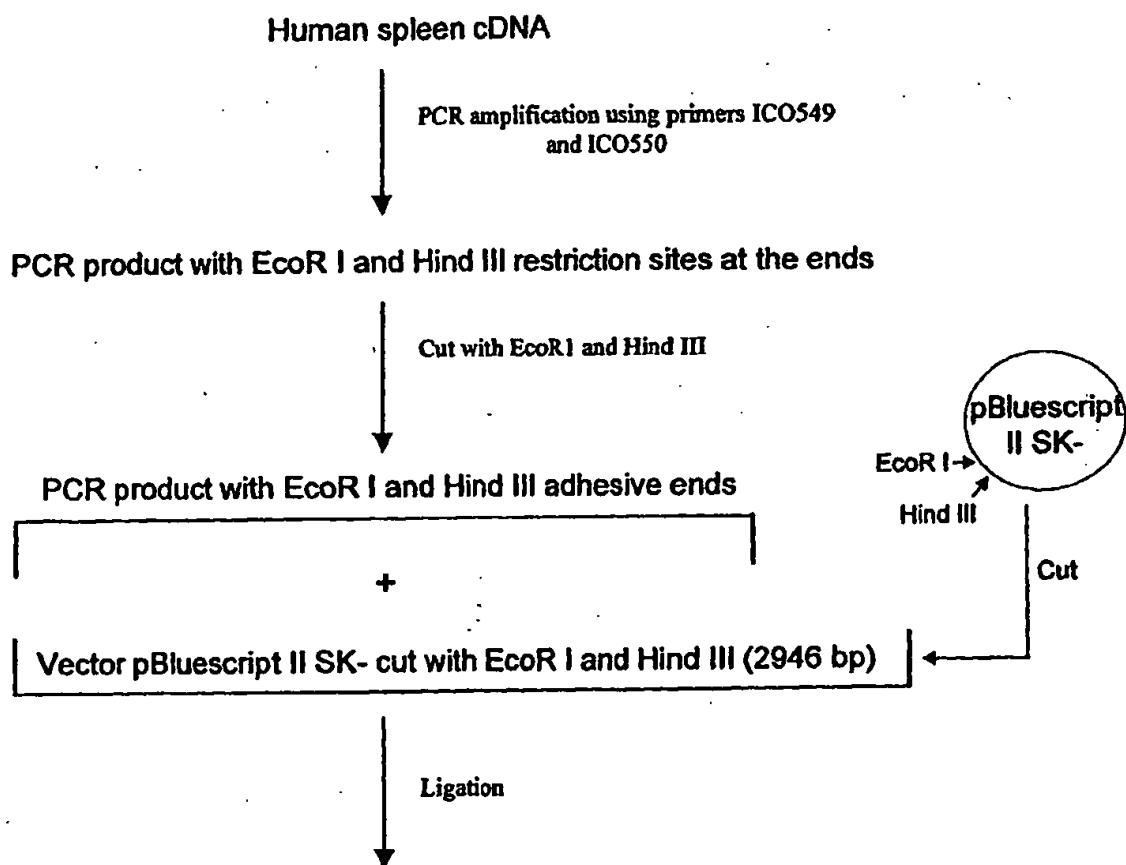 Human spleen cDNA
PCR amplification using primers ICO549
and ICO550
PCR product with EcoR I and Hind III restriction sites at the ends
Cut with EcoR1 and Hind III
pBluescript
II SK-
EcoR I
Hind III
PCR product with EcoR I and Hind III adhesive ends
Cut
+
Vector pBluescript II SK- cut with EcoR I and Hind III (2946 bp)
Ligation